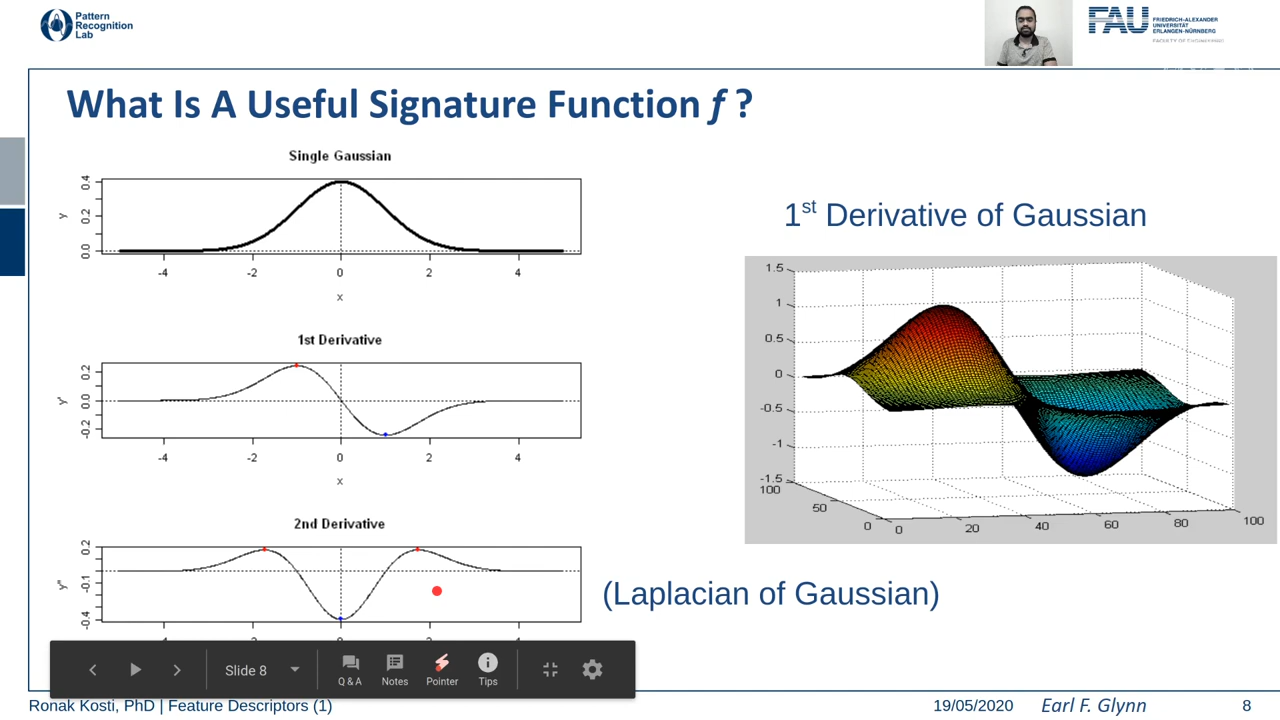 Pattern
Recognition
Lab
FAU
FRIEDRICH-ALEXANDER
UNIVERSITÄT
ERLANGEN-NÜRNBERG
FACULTY OF ENGINEERING
What Is A Useful Signature Function f ?
Single Gaussian
0.4
0.2
0.0
y
-4 -2 0 2 4
x
1st Derivative
0.2
0.0
-0.2
y'
-4 -2 0 2 4
x
2nd Derivative
0.2
-0.1
-0.4
y''
1st Derivative of Gaussian
1.5
1
0.5
0
-0.5
-1
-1.5
100
50
0
0 20 40 60 80 100
(Laplacian of Gaussian)
Slide 8
Q & A Notes Pointer Tips
Ronak Kosti, PhD | Feature Descriptors (1)
19/05/2020 Earl F. Glynn 8